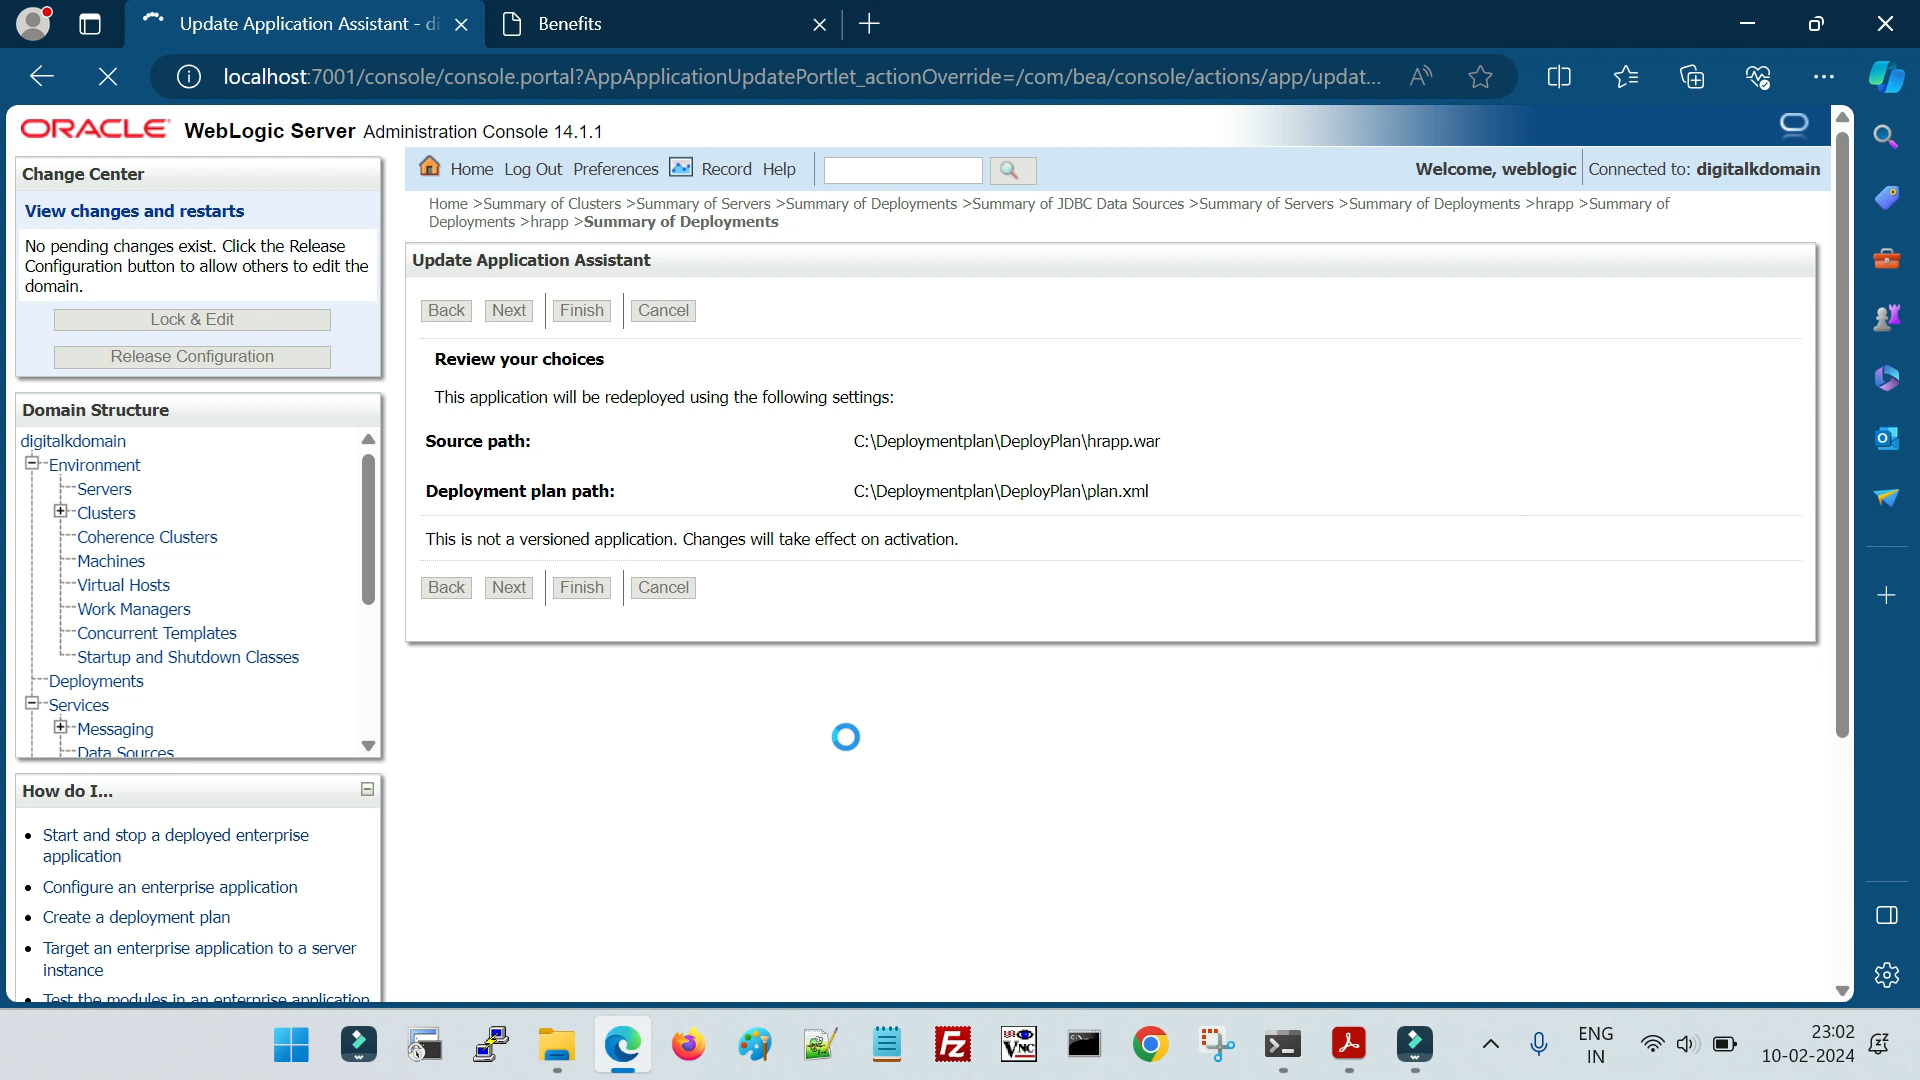 Update Application Assistant - di
Benefits
localhost:7001/console/console.portal?AppApplicationUpdatePortlet_actionOverride=/com/bea/console/actions/app/updat...
ORACLE WebLogic Server Administration Console 14.1.1
Change Center
View changes and restarts
No pending changes exist. Click the Release
Configuration button to allow others to edit the
domain.
Lock & Edit
Release Configuration
Domain Structure
digitalkdomain
Environment
Servers
Clusters
Coherence Clusters
Machines
Virtual Hosts
Work Managers
Concurrent Templates
Startup and Shutdown Classes
Deployments
Services
Messaging
Data Sources
How do I...
Start and stop a deployed enterprise
application
Configure an enterprise application
Create a deployment plan
Target an enterprise application to a server
instance
Test the modules in an enterprise application
Home Log Out Preferences Record Help
Welcome, weblogic Connected to: digitalkdomain
Home >Summary of Clusters >Summary of Servers >Summary of Deployments >Summary of JDBC Data Sources >Summary of Servers >Summary of Deployments >hrapp >Summary of
Deployments >hrapp >Summary of Deployments
Update Application Assistant
Back Next Finish Cancel
Review your choices
This application will be redeployed using the following settings:
Source path: C:\Deploymentplan\DeployPlan\hrapp.war
Deployment plan path: C:\Deploymentplan\DeployPlan\plan.xml
This is not a versioned application. Changes will take effect on activation.
Back Next Finish Cancel
ENG
IN
23:02
10-02-2024